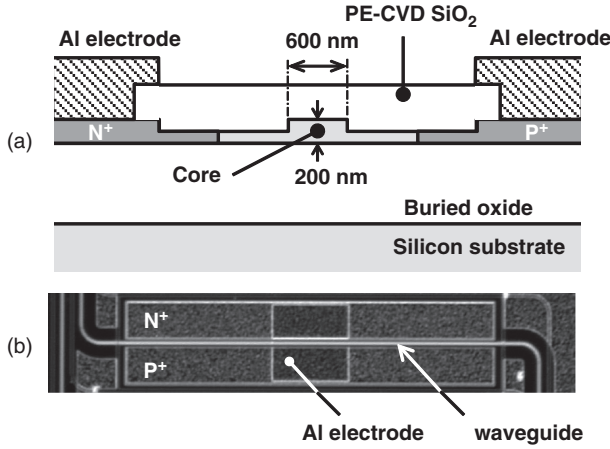 PE-CVD SiO₂
Al electrode
600 nm
Al electrode
(a)
N⁺
P⁺
Core
200 nm
Buried oxide
Silicon substrate
(b)
N⁺
P⁺
Al electrode
waveguide